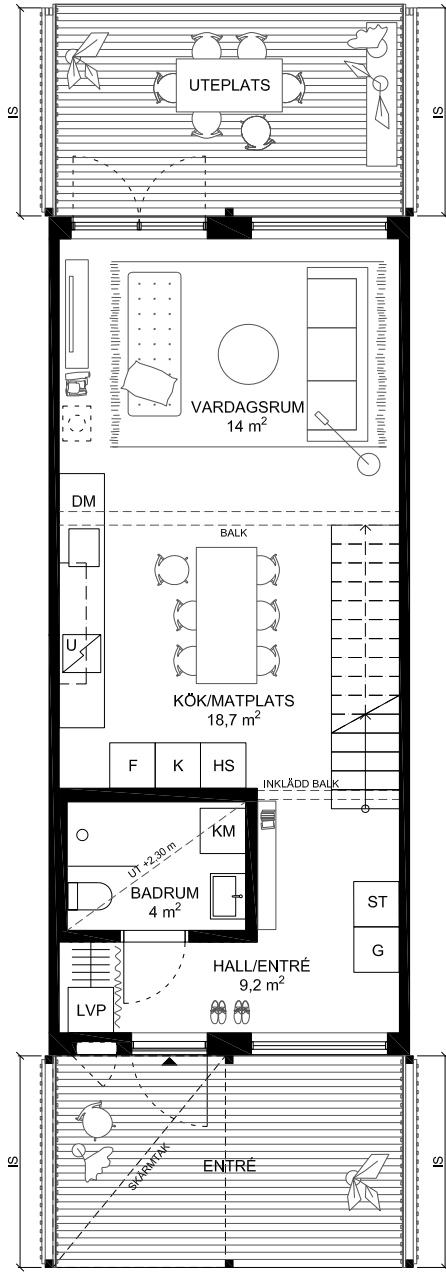 IS
IS
UTEPLATS
VARDAGSRUM
14 m²
DM
BALK
U
KÖK/MATPLATS
18,7 m²
F
K
HS
INKLÄDD BALK
KM
UT +2,30 m
BADRUM
4 m²
ST
G
HALL/ENTRÉ
9,2 m²
LVP
IS
IS
SKÄRMTAK
ENTRÉ